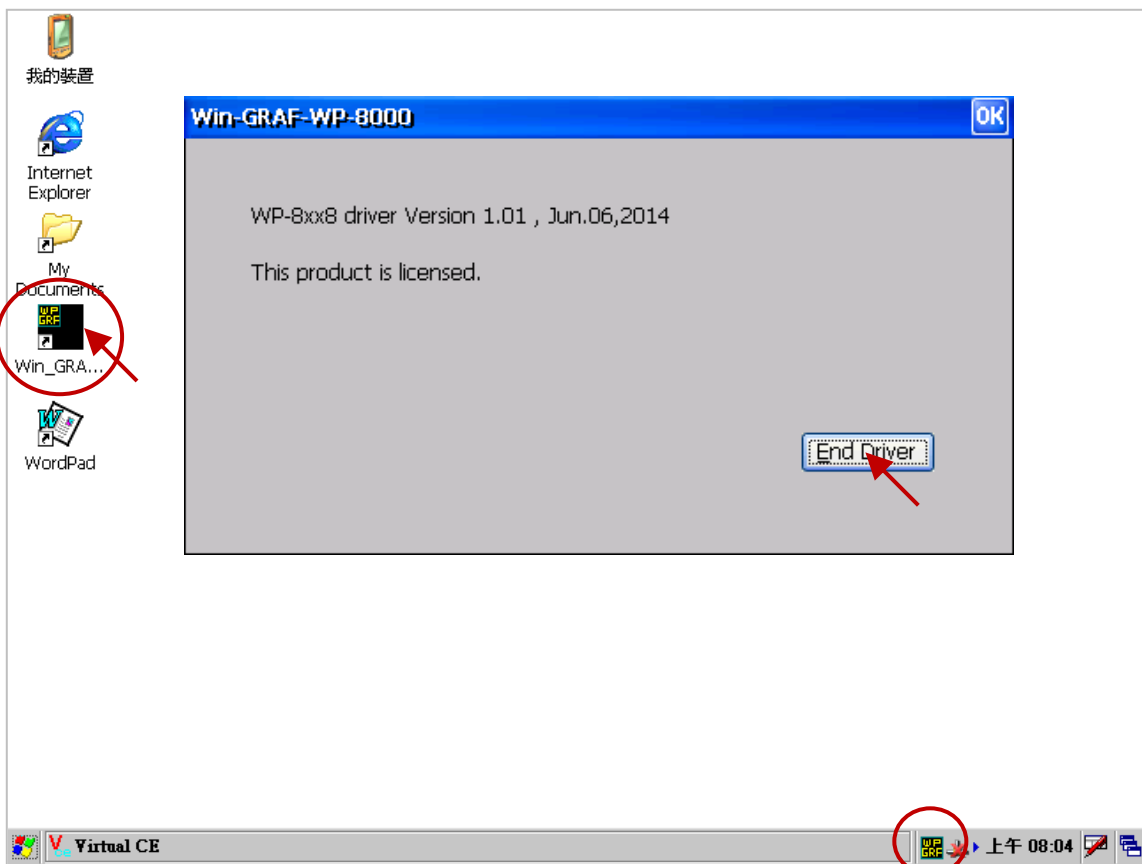 我的裝置
Internet
Explorer
My
Documents
WP
GRF
Win_GRA...
WordPad
Win-GRAF-WP-8000
OK
WP-8xx8 driver Version 1.01 , Jun.06,2014
This product is licensed.
End Driver
Virtual CE
WP
GRF
上午 08:04